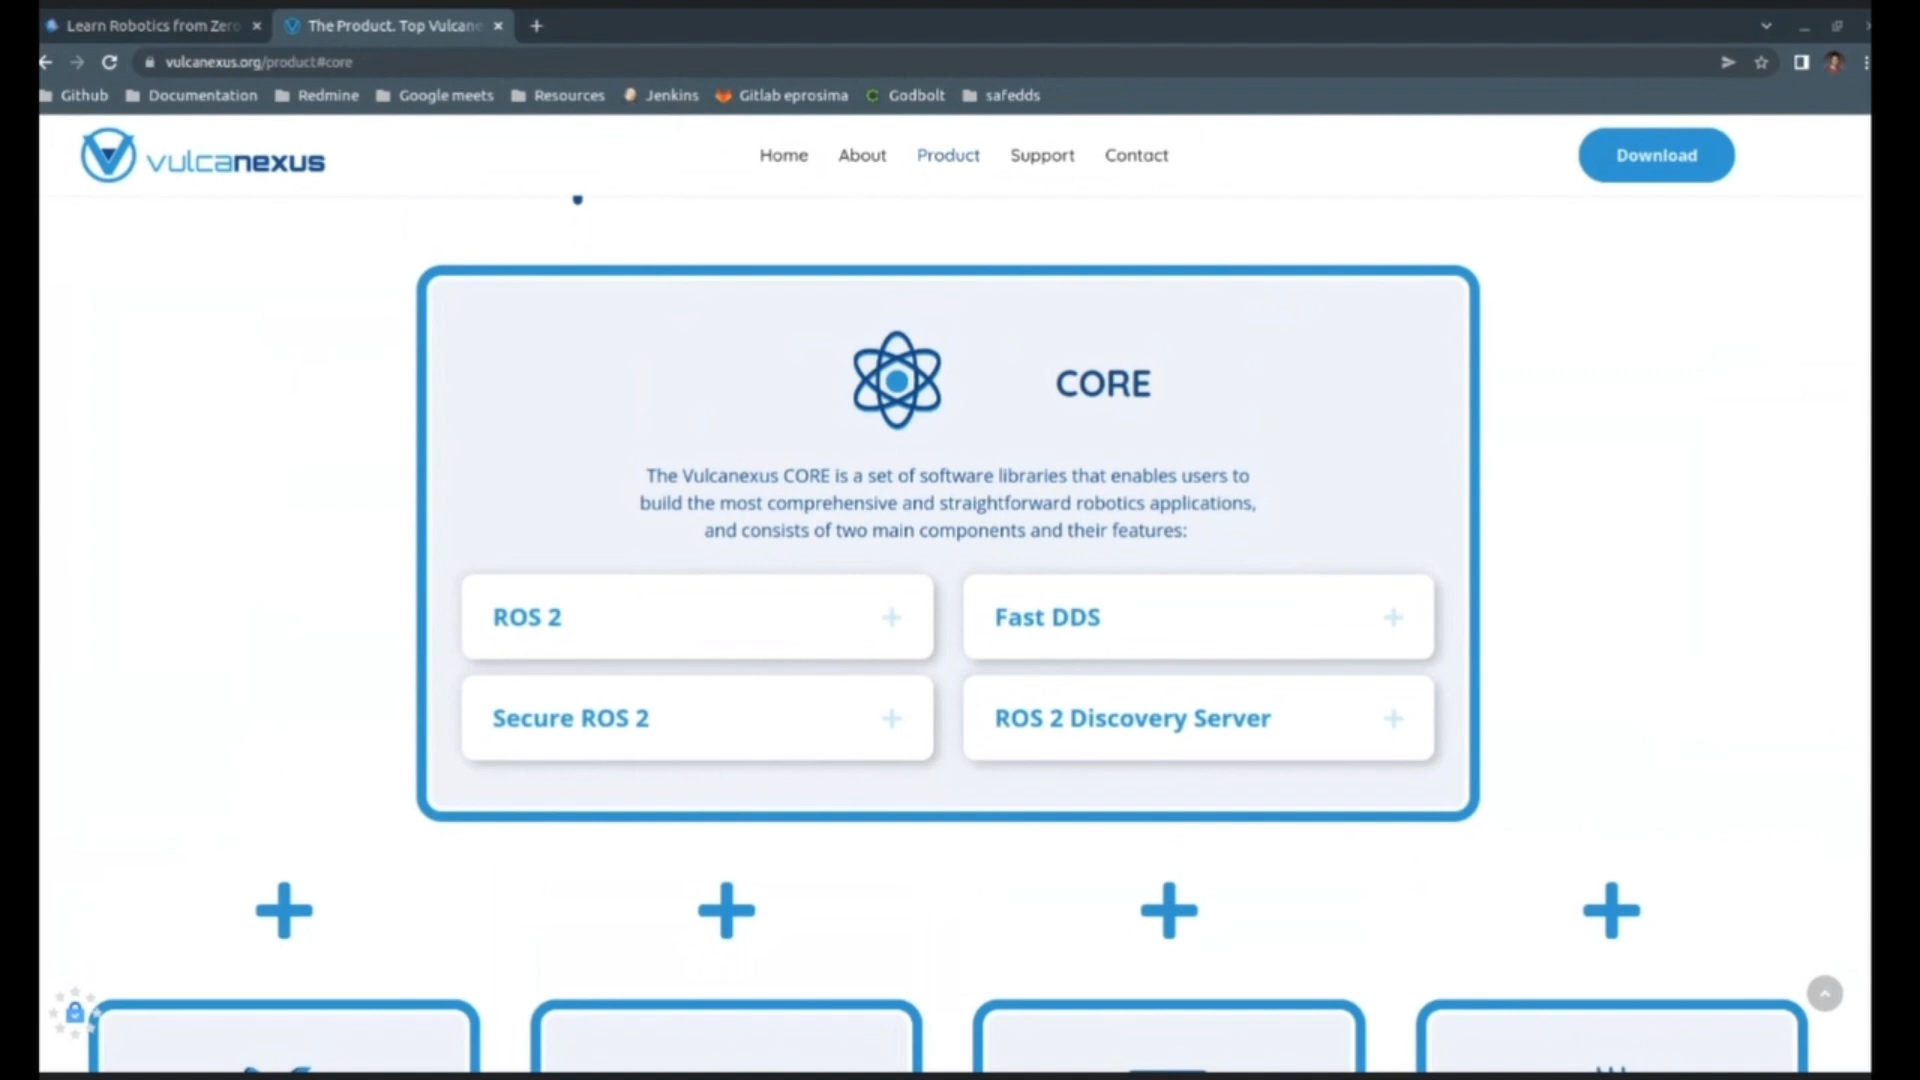 Learn Robotics from Zero
The Product. Top Vulcane
vulcanexus.org/product#core
Github Documentation Redmine Google meets Resources Jenkins Gitlab eprosima Godbolt safedds
vulcanexus
Home About Product Support Contact
Download
CORE
The Vulcanexus CORE is a set of software libraries that enables users to
build the most comprehensive and straightforward robotics applications,
and consists of two main components and their features:
ROS 2
Fast DDS
Secure ROS 2
ROS 2 Discovery Server